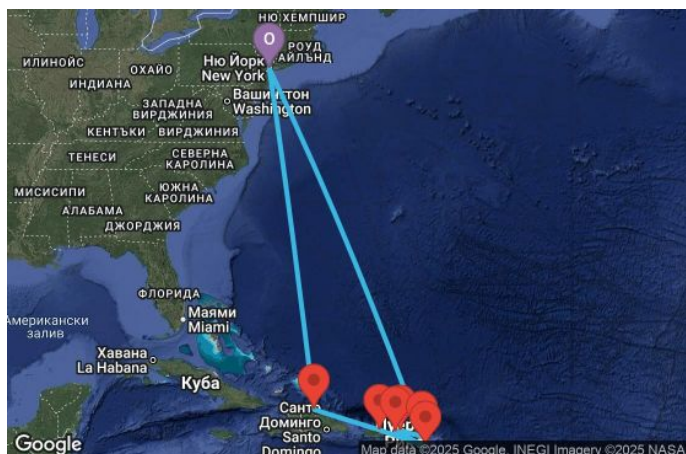 НЮ ХЕМПШИР
O
РОУД
АЙЛЪНД
Ню Йорк
New York
ИЛИНОЙС
ОХАЙО
ИНДИАНА
Вашингтон
Washington
ЗАПАДНА
ВИРДЖИНИЯ
КЕНТЪКИ
ВИРДЖИНИЯ
ТЕНЕСИ
СЕВЕРНА
КАРОЛИНА
МИСИСИПИ
ЮЖНА
КАРОЛИНА
АЛАБАМА
ДЖОРДЖИЯ
ФЛОРИДА
Маями
Miami
Американски
залив
Хавана
La Habana
Куба
Санто
Доминго
Santo
Domingo
Google
Map data ©2025 Google, INEGI Imagery ©2025 NASA